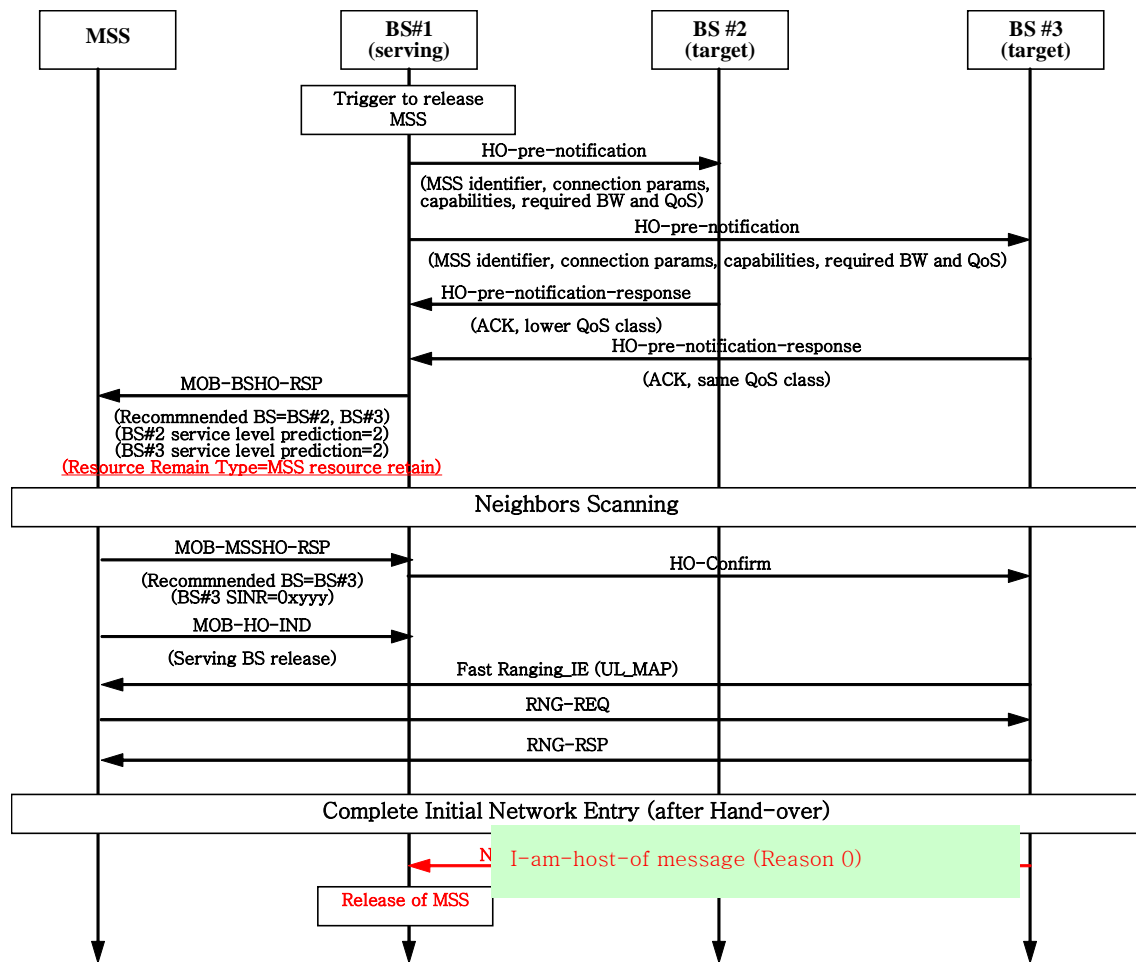 MSS
BS#1
(serving)
BS #2
(target)
BS #3
(target)
Trigger to release
MSS
HO-pre-notification
(MSS identifier, connection params,
capabilities, required BW and QoS)
HO-pre-notification
(MSS identifier, connection params, capabilities, required BW and QoS)
HO-pre-notification-response
(ACK, lower QoS class)
HO-pre-notification-response
(ACK, same QoS class)
MOB-BSHO-RSP
(Recommnended BS=BS#2, BS#3)
(BS#2 service level prediction=2)
(BS#3 service level prediction=2)
(Resource Remain Type=MSS resource retain)
Neighbors Scanning
MOB-MSSHO-RSP
(Recommnended BS=BS#3)
(BS#3 SINR=0xyyy)
HO-Confirm
MOB-HO-IND
(Serving BS release)
Fast Ranging_IE (UL_MAP)
RNG-REQ
RNG-RSP
Complete Initial Network Entry (after Hand-over)
I-am-host-of message (Reason 0)
Release of MSS